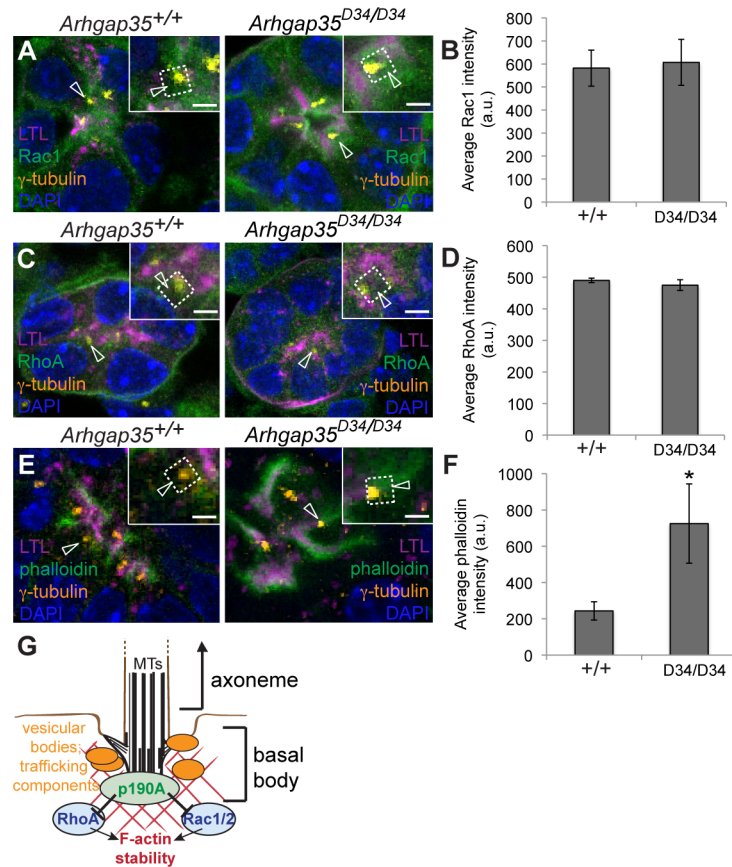 Arhgap35+/+
Arhgap35D34/D34
A
LTL
Rac1
γ-tubulin
DAPI
LTL
Rac1
γ-tubulin
DAPI
B
Average Rac1 intensity
(a.u.)
800
700
600
500
400
300
200
100
0
+/+
D34/D34
Arhgap35+/+
Arhgap35D34/D34
C
LTL
RhoA
γ-tubulin
DAPI
LTL
RhoA
γ-tubulin
DAPI
D
Average RhoA intensity
(a.u.)
600
500
400
300
200
100
0
+/+
D34/D34
Arhgap35+/+
Arhgap35D34/D34
E
LTL
phalloidin
γ-tubulin
DAPI
LTL
phalloidin
γ-tubulin
DAPI
F
Average phalloidin
intensity (a.u.)
1000
800
600
400
200
0
*
+/+
D34/D34
G
MTs
axoneme
vesicular
bodies;
trafficking
components
basal
body
p190A
RhoA
Rac1/2
F-actin
stability